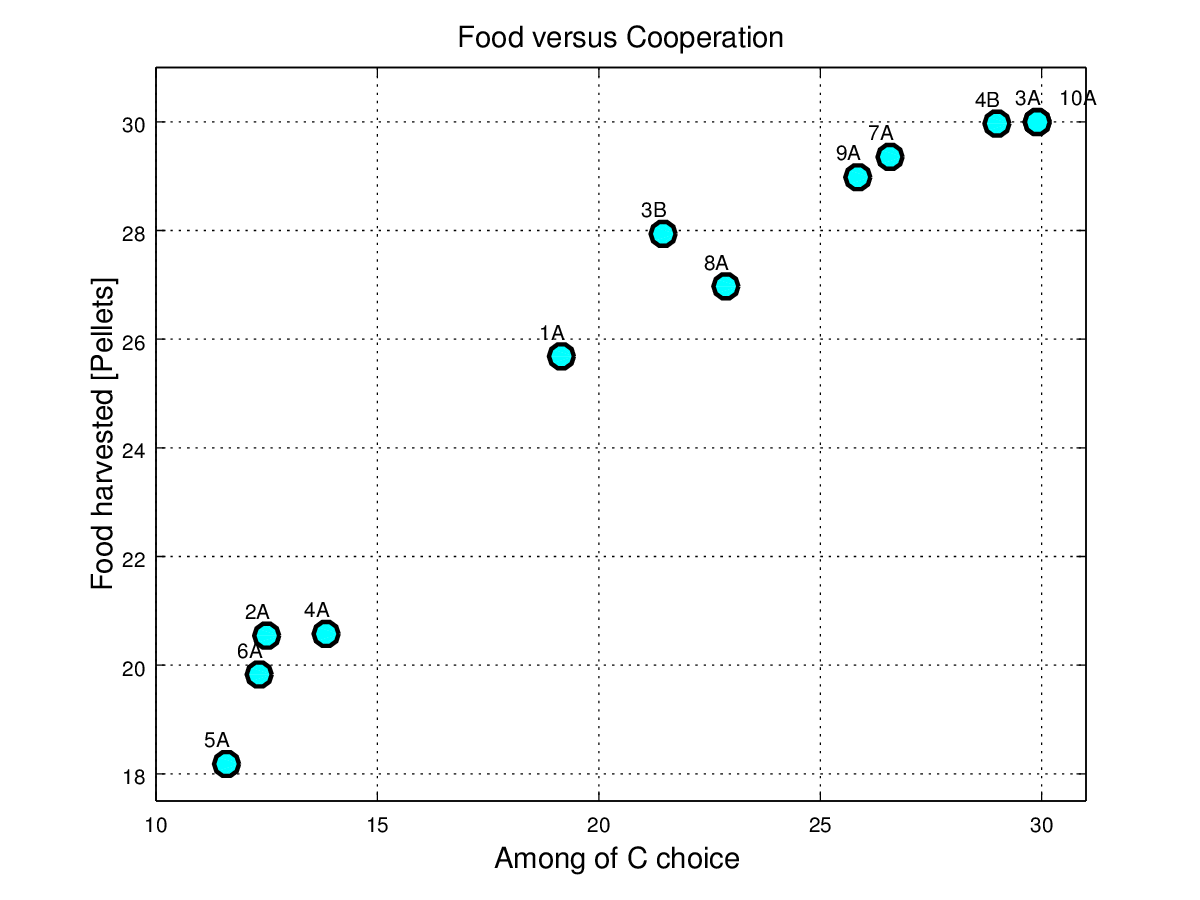 Food versus Cooperation
4B 3A 10A
30
7A
9A
3B
28
8A
1A
26
Food harvested [Pellets]
24
22
2A 4A
6A
20
5A
18
10 15 20 25 30
Among of C choice